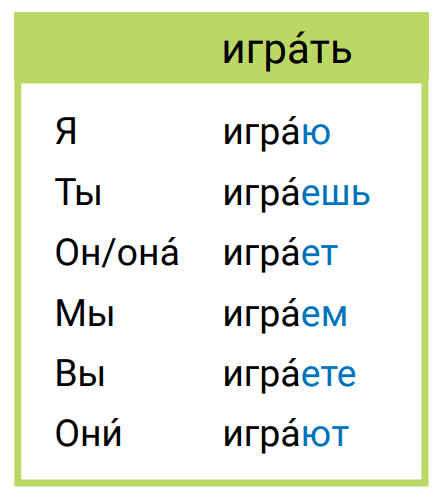 игра́ть
Я игра́ю
Ты игра́ешь
Он/она́ игра́ет
Мы игра́ем
Вы игра́ете
Они́ игра́ют